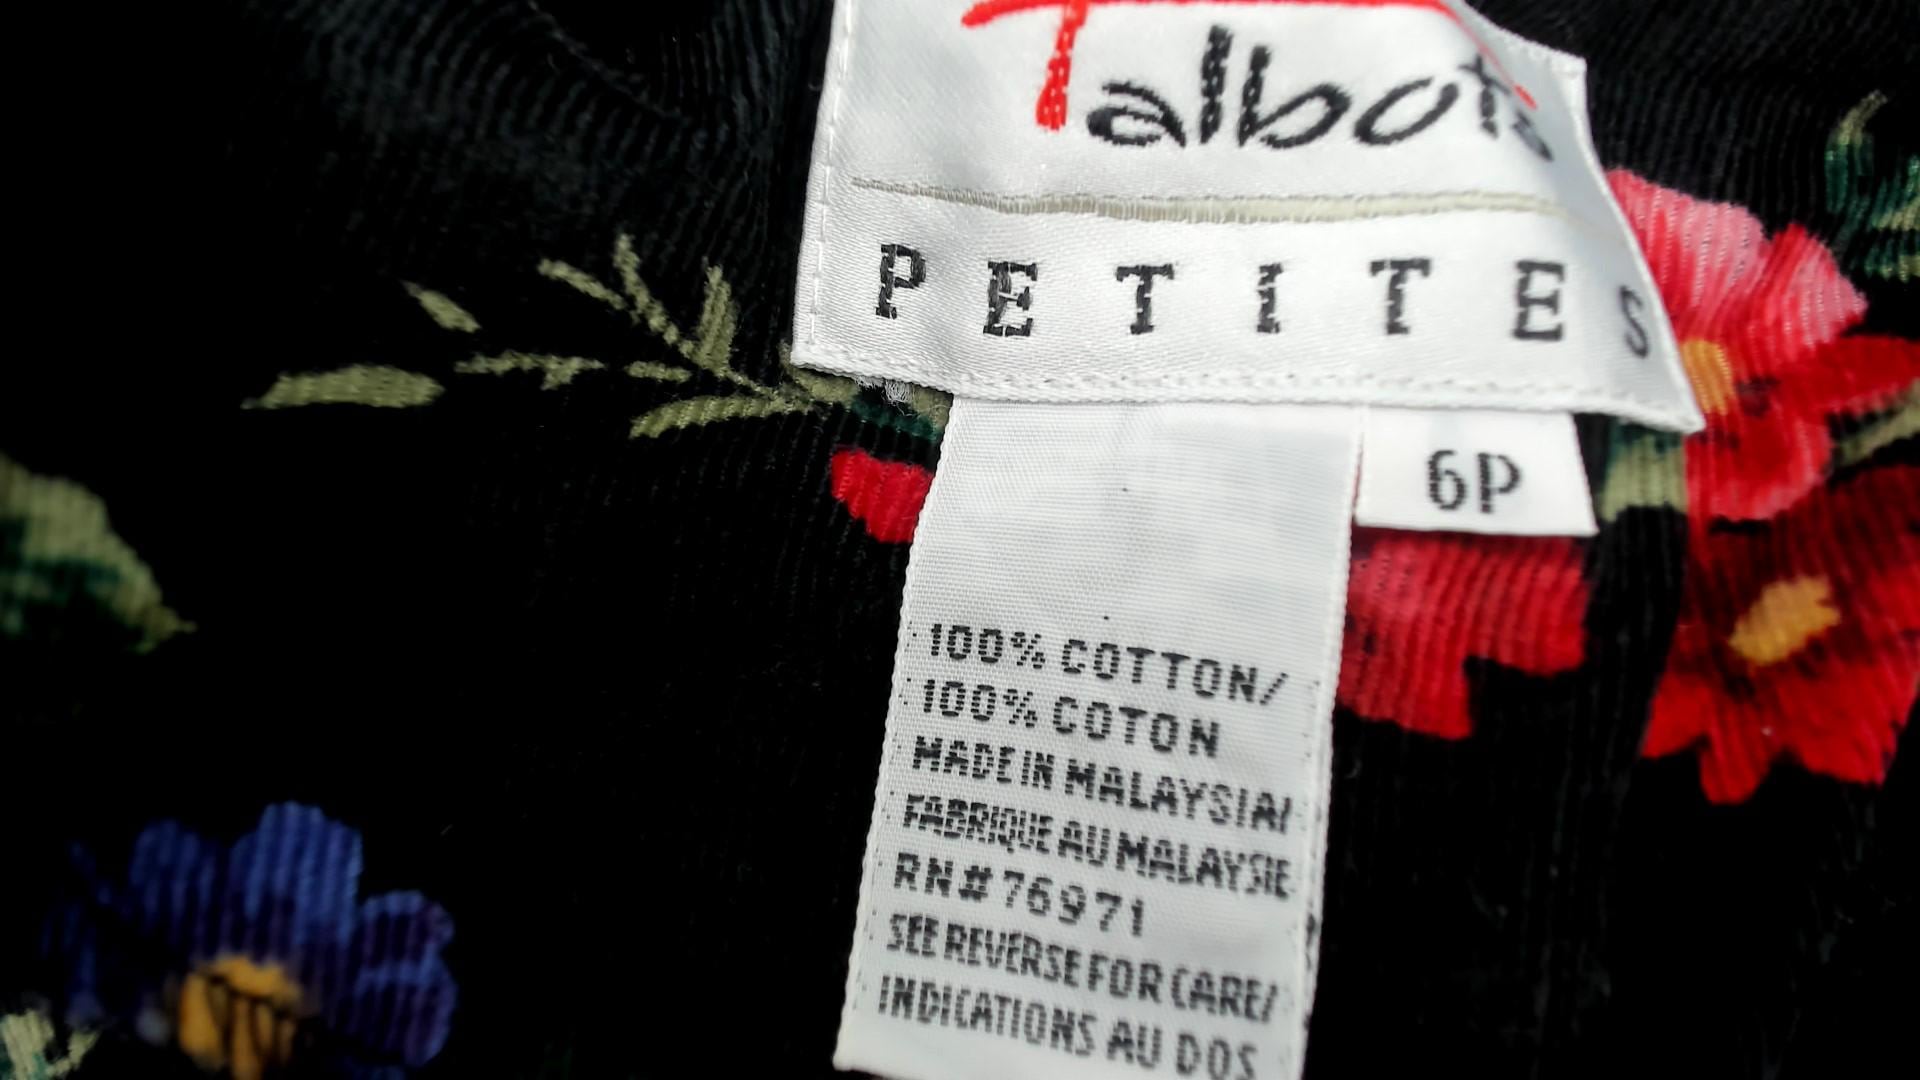 Talbots
PETITES
6P
100% COTTON/
100% COTON
MADE IN MALAYSIA/
FABRIQUE AU MALAYSIE
RN# 76971
SEE REVERSE FOR CARE/
INDICATIONS AU DOS